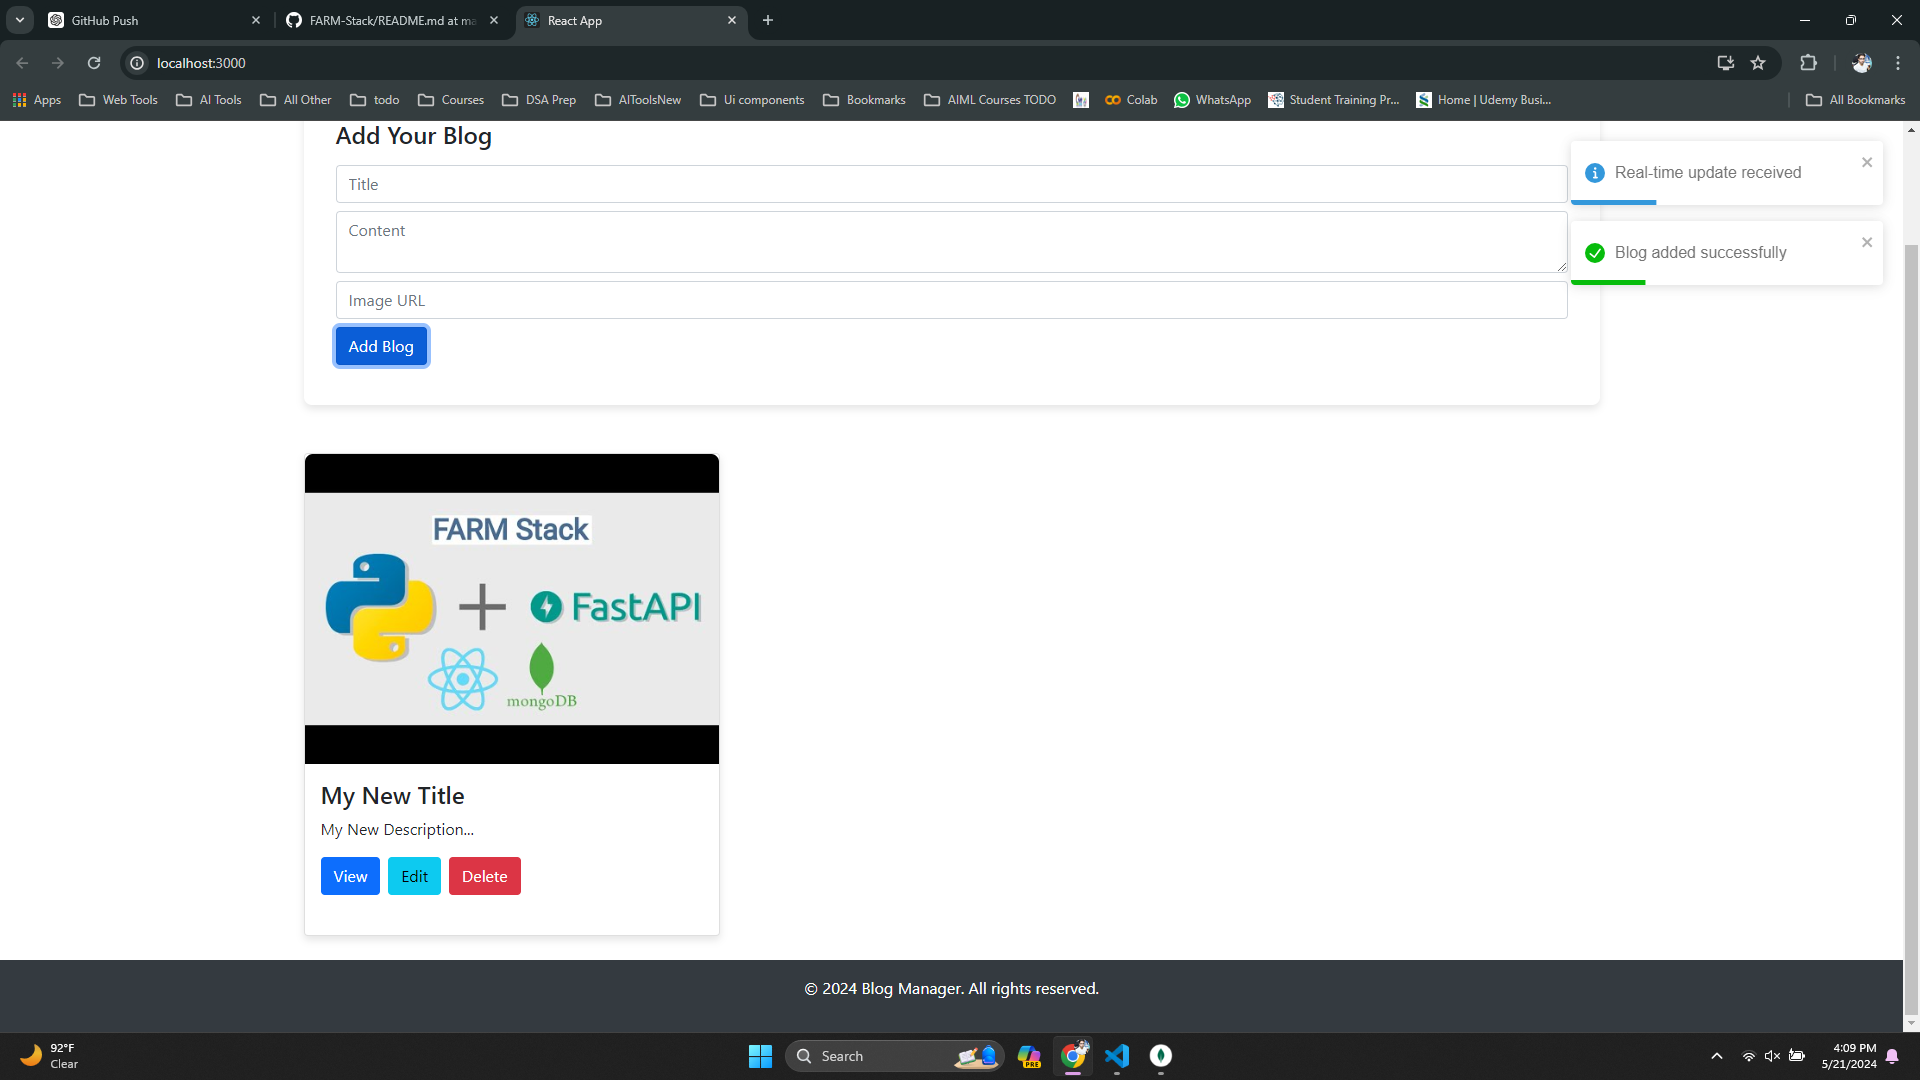 GitHub Push
FARM-Stack/README.md at ma
React App
localhost:3000
Apps
Web Tools
AI Tools
All Other
todo
Courses
DSA Prep
AIToolsNew
Ui components
Bookmarks
AIML Courses TODO
Colab
WhatsApp
Student Training Pr...
Home | Udemy Busi...
All Bookmarks
Add Your Blog
Title
Content
Image URL
Add Blog
Real-time update received
Blog added successfully
FARM Stack
FastAPI
mongoDB
My New Title
My New Description...
View
Edit
Delete
© 2024 Blog Manager. All rights reserved.
92°F
Clear
Search
PRE
4:09 PM
5/21/2024